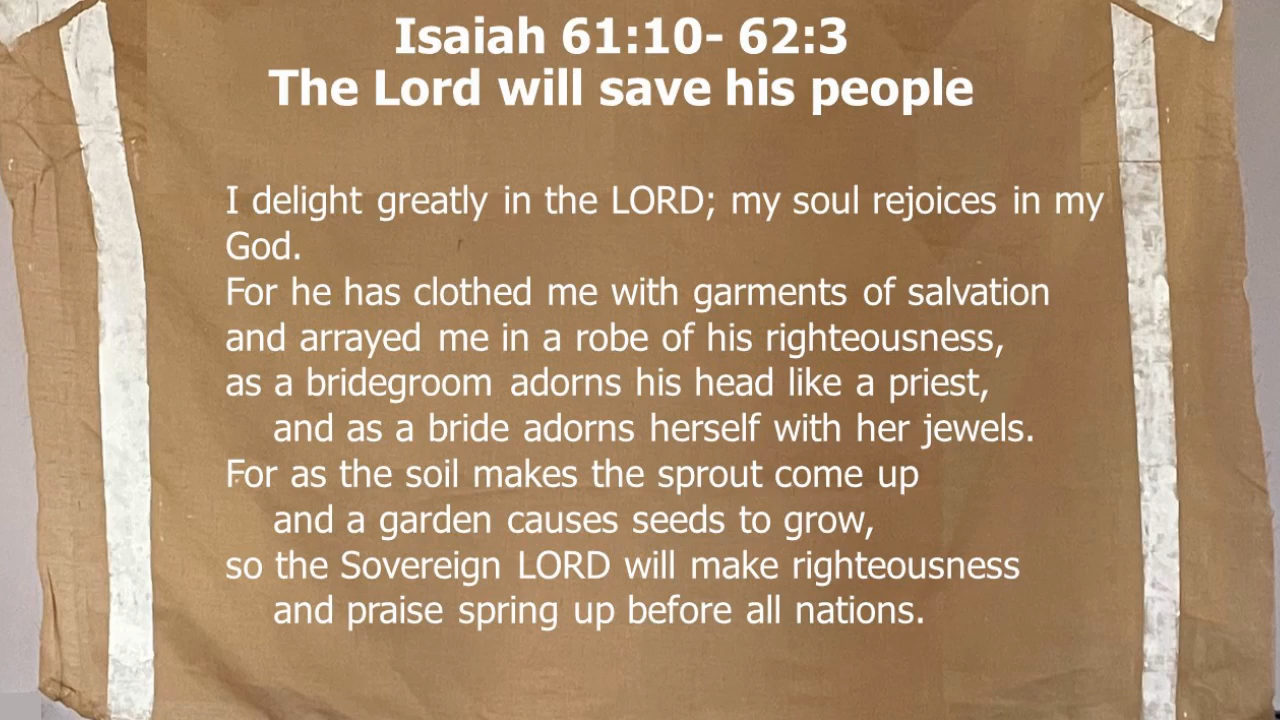 Isaiah 61:10- 62:3
The Lord will save his people
I delight greatly in the LORD; my soul rejoices in my
God.
For he has clothed me with garments of salvation
and arrayed me in a robe of his righteousness,
as a bridegroom adorns his head like a priest,
and as a bride adorns herself with her jewels.
For as the soil makes the sprout come up
and a garden causes seeds to grow,
so the Sovereign LORD will make righteousness
and praise spring up before all nations.